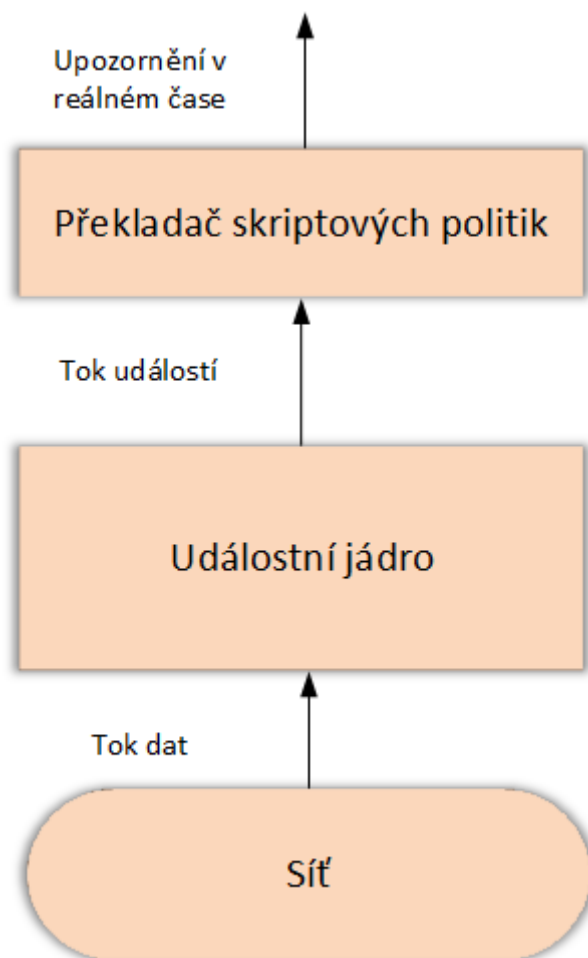 Upozornění v
reálném čase
Překladač skriptových politik
Tok událostí
Událostní jádro
Tok dat
Síť